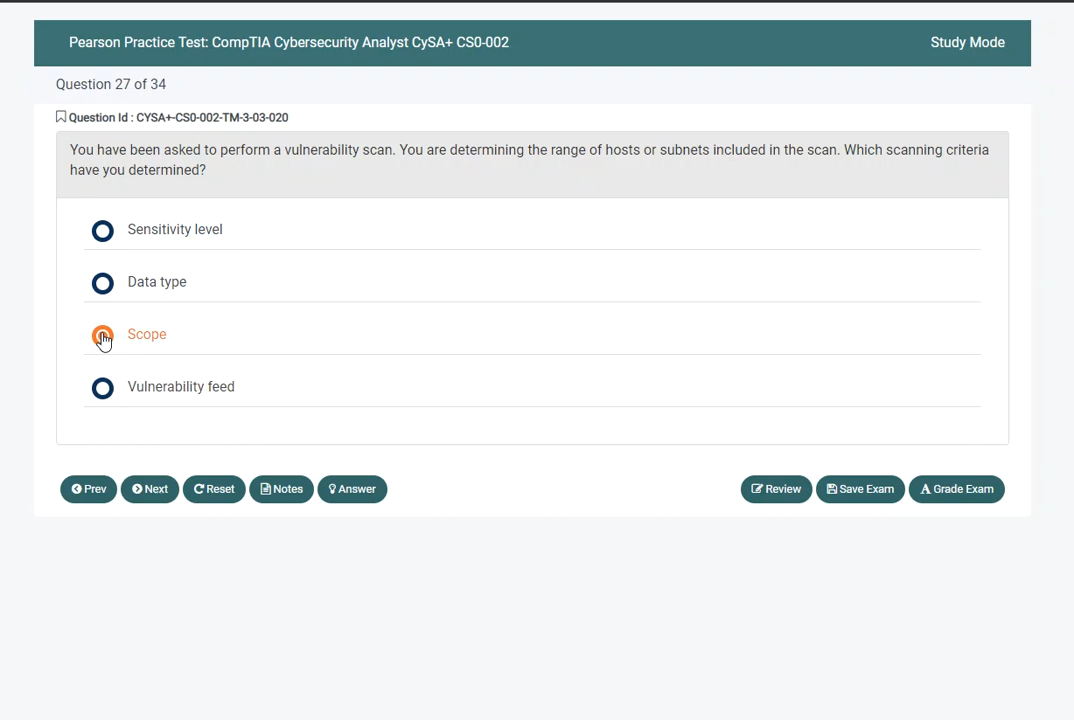 Pearson Practice Test: CompTIA Cybersecurity Analyst CySA+ CS0-002
Study Mode
Question 27 of 34
Question Id : CYSA+-CS0-002-TM-3-03-020
You have been asked to perform a vulnerability scan. You are determining the range of hosts or subnets included in the scan. Which scanning criteria
have you determined?
Sensitivity level
Data type
Scope
Vulnerability feed
Prev
Next
Reset
Notes
Answer
Review
Save Exam
Grade Exam